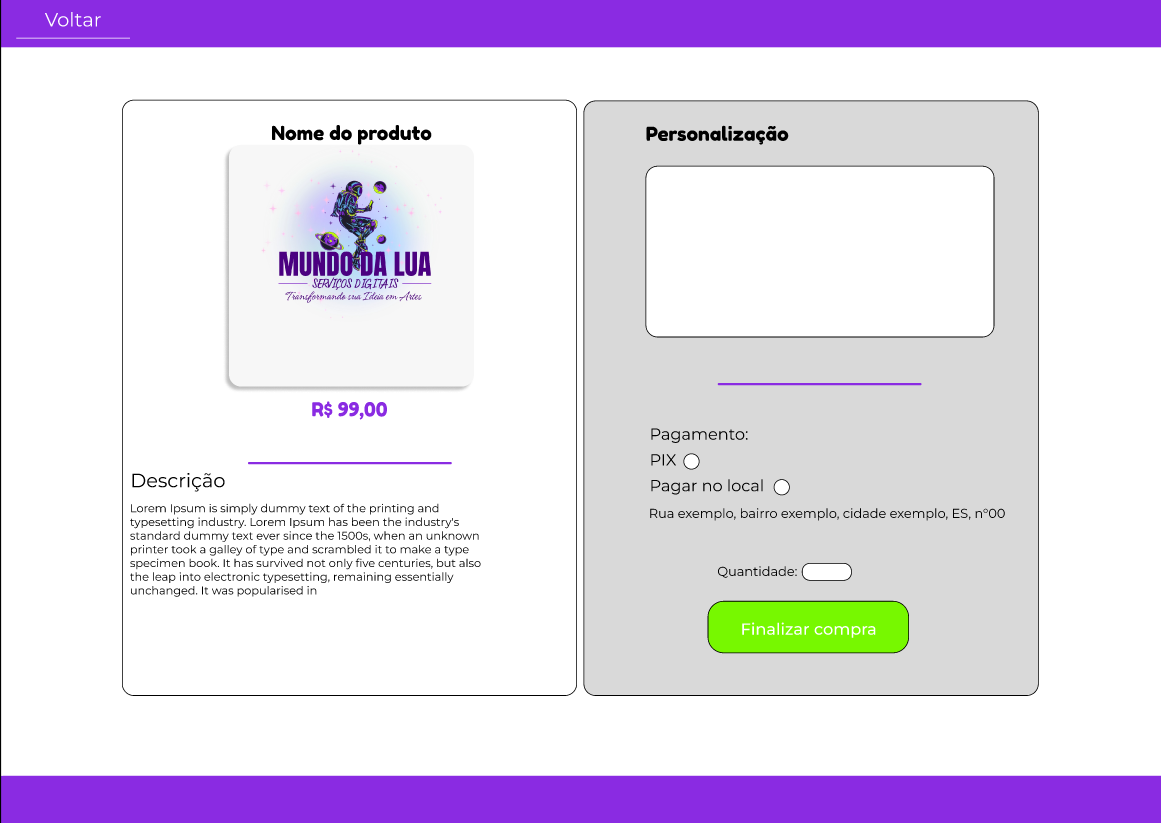 Voltar
Nome do produto
MUNDO DA LUA
SERVIÇOS DIGITAIS
Transformando sua Ideia em Artes
R$ 99,00
Descrição
Lorem Ipsum is simply dummy text of the printing and
typesetting industry. Lorem Ipsum has been the industry's
standard dummy text ever since the 1500s, when an unknown
printer took a galley of type and scrambled it to make a type
specimen book. It has survived not only five centuries, but also
the leap into electronic typesetting, remaining essentially
unchanged. It was popularised in
Personalização
Pagamento:
PIX
Pagar no local
Rua exemplo, bairro exemplo, cidade exemplo, ES, n°00
Quantidade:
Finalizar compra